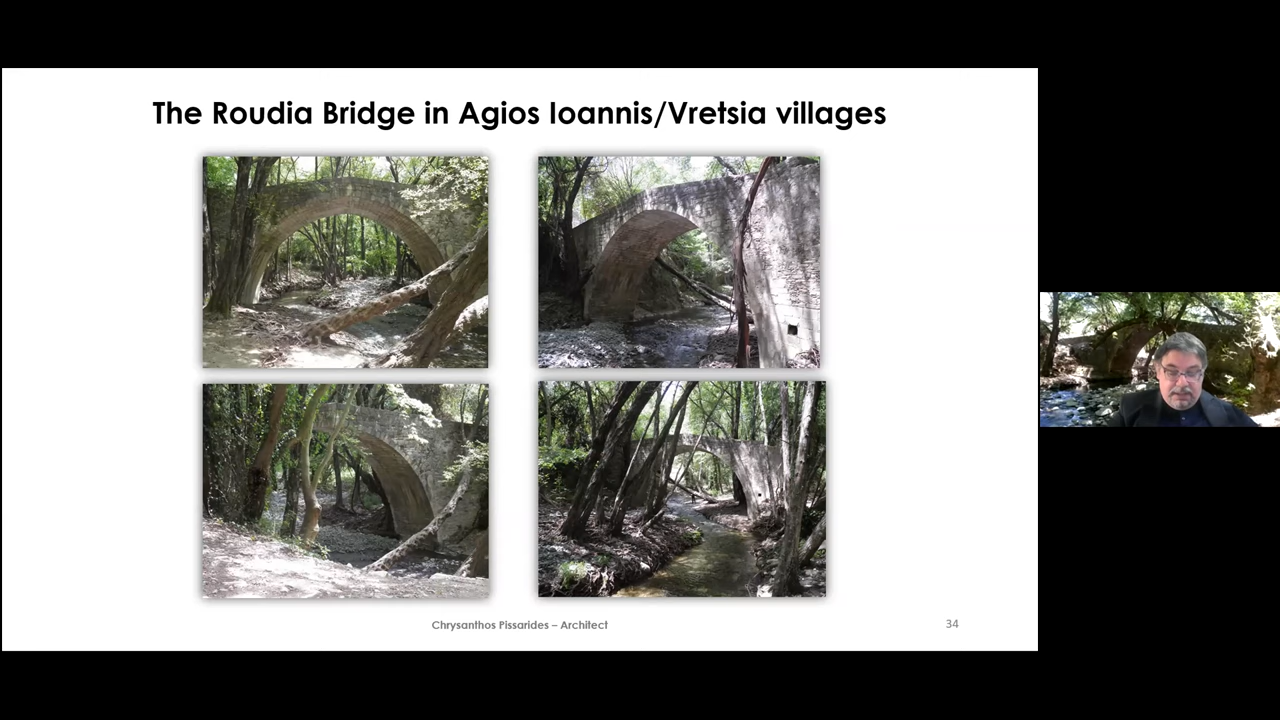 The Roudia Bridge in Agios Ioannis/Vretsia villages
Chrysanthos Pissarides – Architect
34